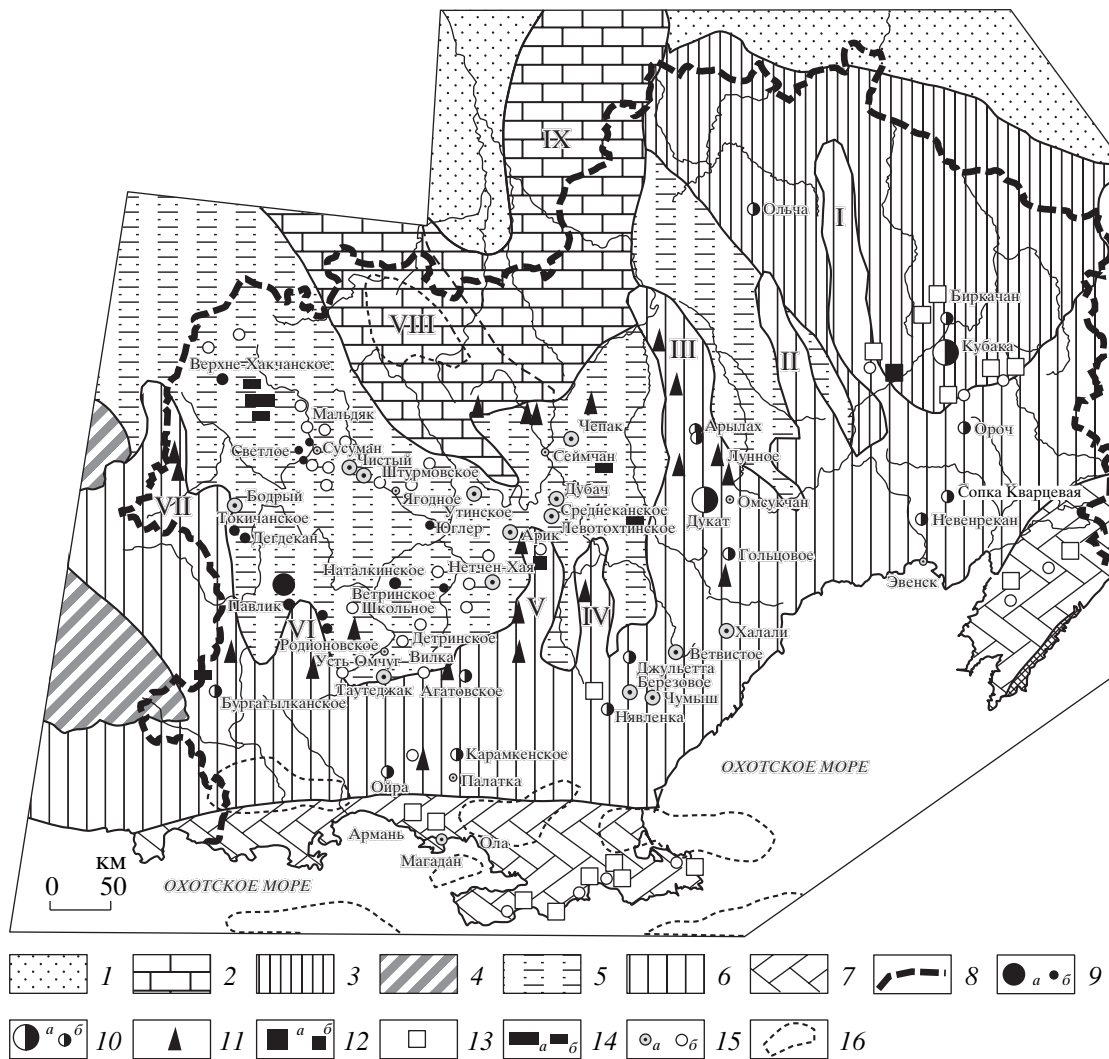 IX
Ольча
I
Биркачан
VIII
Кубака
Верхне-Хакчанское
III
II
Мальдяк
Чепак
Арылах
Ороч
Светлое
Сусуман
Сеймчан
Лунное
Чистый
Штурмовское
VII
Ягодное
Дубач
Омсукчан
Сопка Кварцевая
Бодрый
Утинское
Среднеканское
Дукат
Невенрекан
Токичанское
Юглер
Левотохтинское
Дегдекан
Арик
Гольцовое
Наталкинское
Нетчен-Хая
Эвенск
Ветринское
Павлик
Школьное
V
IV
VI
Родионовское
Детринское
Халали
Усть-Омчуг
Вилка
Ветвистое
Джульетта
Таутеджак
Агатовское
Березовое
Бургагылканское
Чумыш
Нявленка
Карамкенское
ОХОТСКОЕ МОРЕ
Ойра
Палатка
Армань
Ола
Магадан
КМ
0 50
ОХОТСКОЕ МОРЕ
1 2 3 4 5 6 7 8 а б 9
а б 10 11 а б 12 13 а б 14 а б 15 16